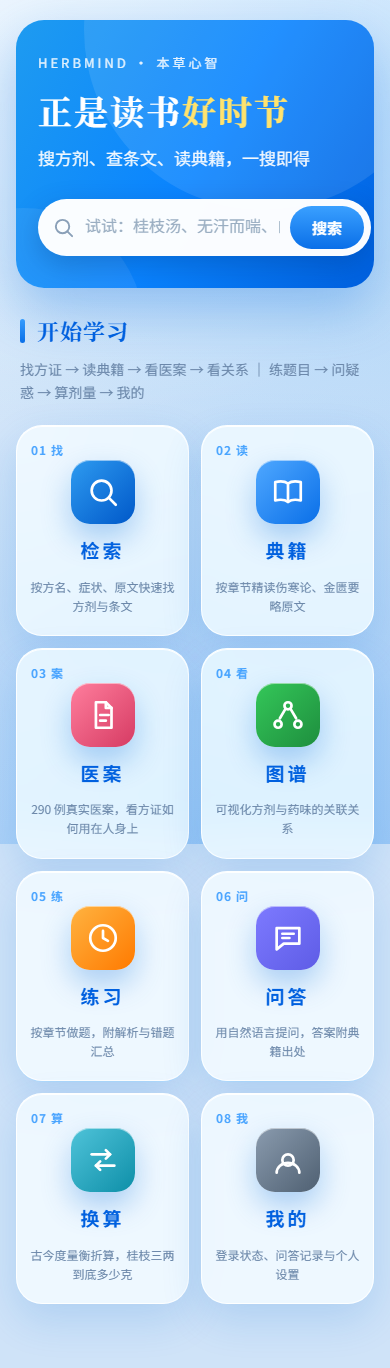 HERBMIND • 本草心智
正是读书好时节
搜方剂、查条文、读典籍，一搜即得
试试：桂枝汤、无汗而喘、
搜索
开始学习
找方证 → 读典籍 → 看医案 → 看关系 ｜ 练题目 → 问疑
惑 → 算剂量 → 我的
01 找
检索
按方名、症状、原文快速找
方剂与条文
02 读
典籍
按章节精读伤寒论、金匮要
略原文
03 案
医案
290 例真实医案，看方证如
何用在人身上
04 看
图谱
可视化方剂与药味的关联关
系
05 练
练习
按章节做题，附解析与错题
汇总
06 问
问答
用自然语言提问，答案附典
籍出处
07 算
换算
古今度量衡折算，桂枝三两
到底多少克
08 我
我的
登录状态、问答记录与个人
设置